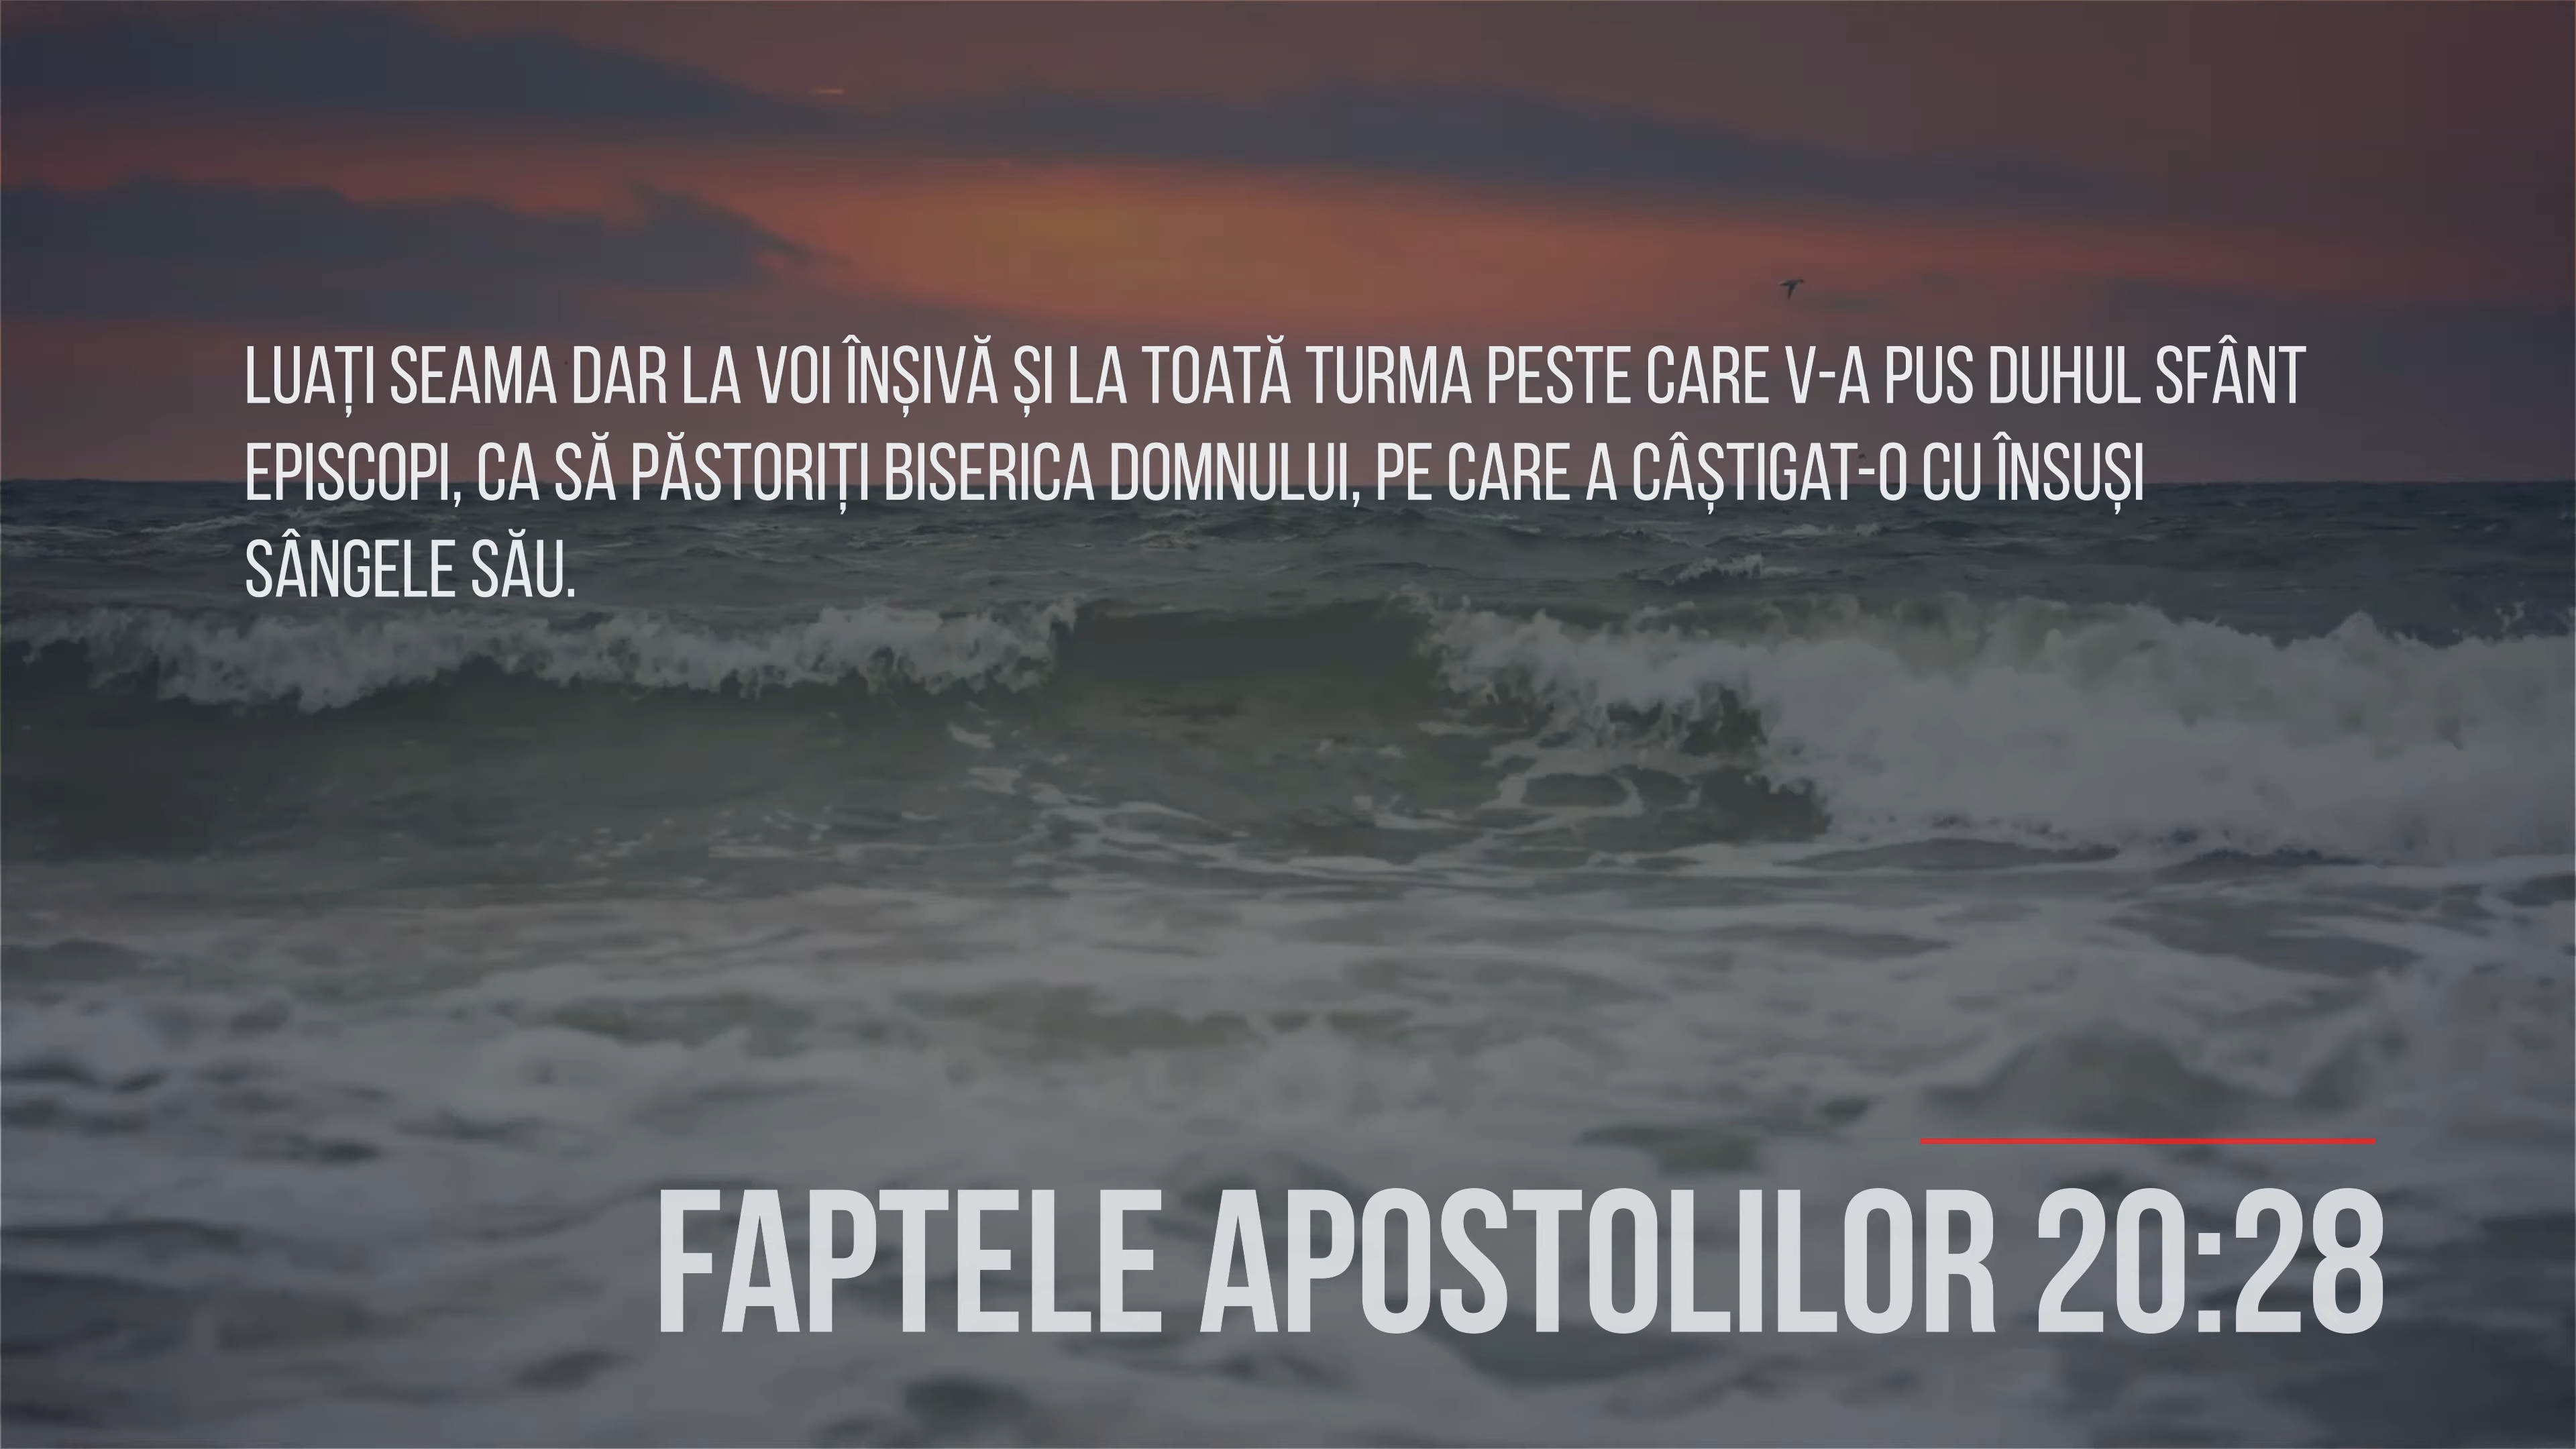 LUAȚI SEAMA DAR LA VOI ÎNȘIVĂ ȘI LA TOATĂ TURMA PESTE CARE V-A PUS DUHUL SFÂNT
EPISCOPI, CA SĂ PĂSTORIȚI BISERICA DOMNULUI, PE CARE A CÂȘTIGAT-O CU ÎNSUȘI
SÂNGELE SĂU.
FAPTELE APOSTOLILOR 20:28